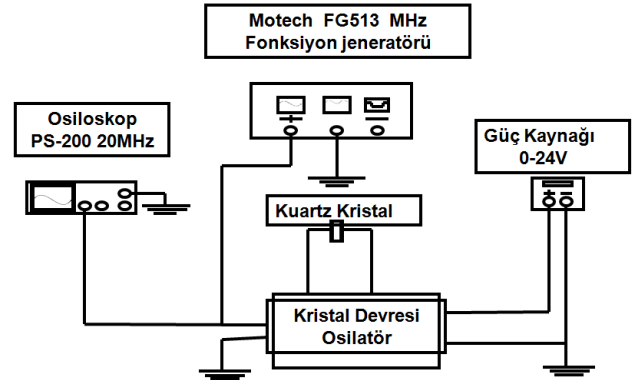 Motech FG513 MHz
Fonksiyon jeneratörü
Osiloskop
PS-200 20MHz
Güç Kaynağı
0-24V
Kuartz Kristal
Kristal Devresi
Osilatör